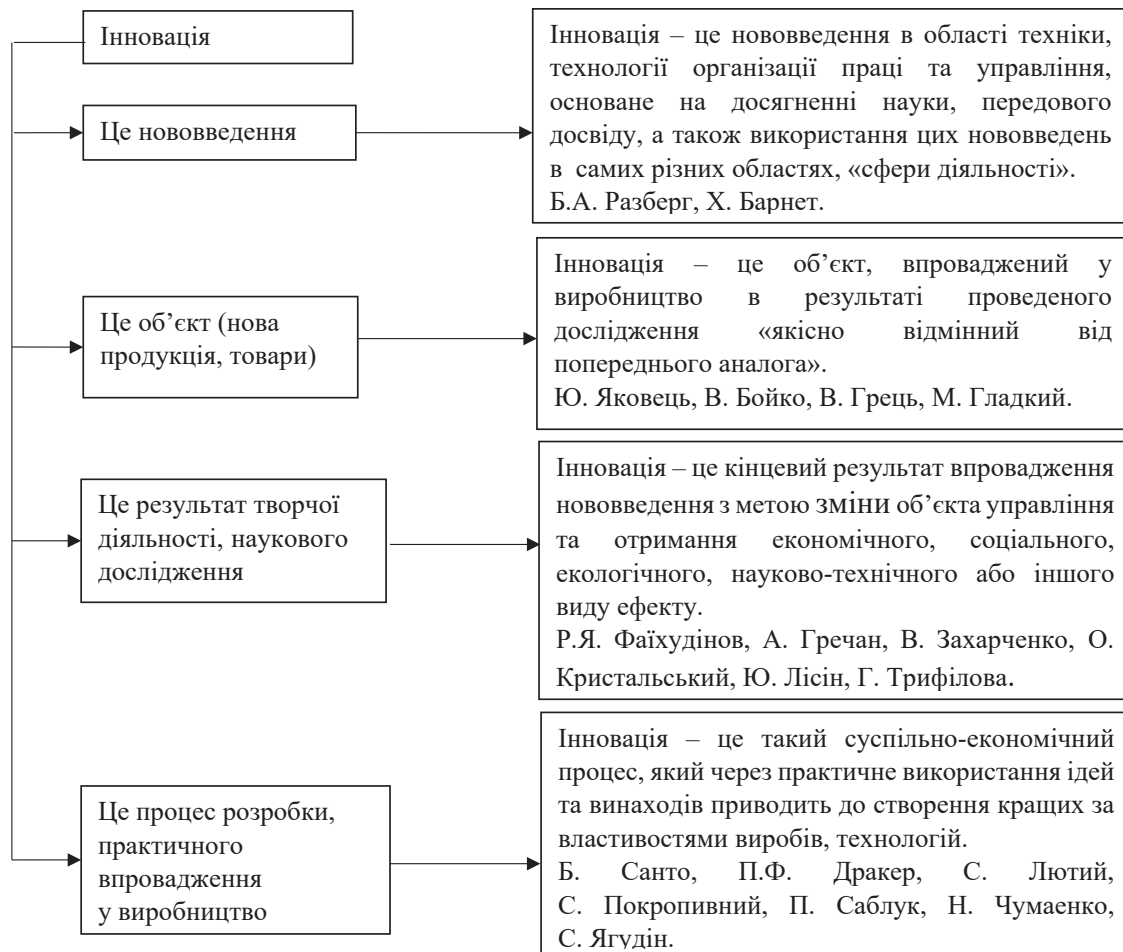 Інновація
Інновація – це нововведення в області техніки,
технології організації праці та управління,
основане на досягненні науки, передового
досвіду, а також використання цих нововведень
в самих різних областях, «сфери діяльності».
Б.А. Разберг, Х. Барнет.
Це нововведення
Це об’єкт (нова
продукція, товари)
Інновація – це об’єкт, впроваджений у
виробництво в результаті проведеного
дослідження «якісно відмінний від
попереднього аналога».
Ю. Яковець, В. Бойко, В. Грець, М. Гладкий.
Це результат творчої
діяльності, наукового
дослідження
Інновація – це кінцевий результат впровадження
нововведення з метою зміни об’єкта управління
та отримання економічного, соціального,
екологічного, науково-технічного або іншого
виду ефекту.
Р.Я. Фаїхудінов, А. Гречан, В. Захарченко, О.
Кристальський, Ю. Лісін, Г. Трифілова.
Це процес розробки,
практичного
впровадження
у виробництво
Інновація – це такий суспільно-економічний
процес, який через практичне використання ідей
та винаходів приводить до створення кращих за
властивостями виробів, технологій.
Б. Санто, П.Ф. Дракер, С. Лютий,
С. Покропивний, П. Саблук, Н. Чумаенко,
С. Ягудін.